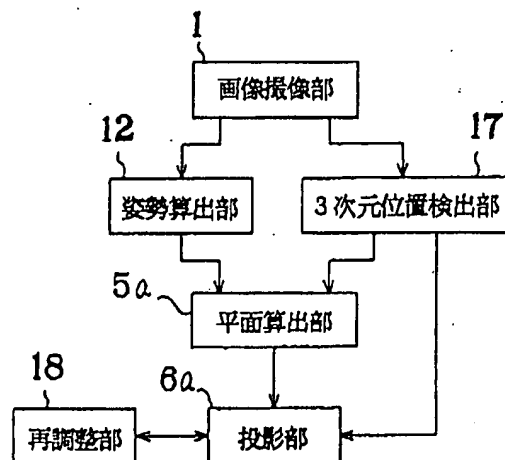 1
画像撮像部
12
17
姿勢算出部
3次元位置検出部
5a
平面算出部
18
6a
再調整部
投影部